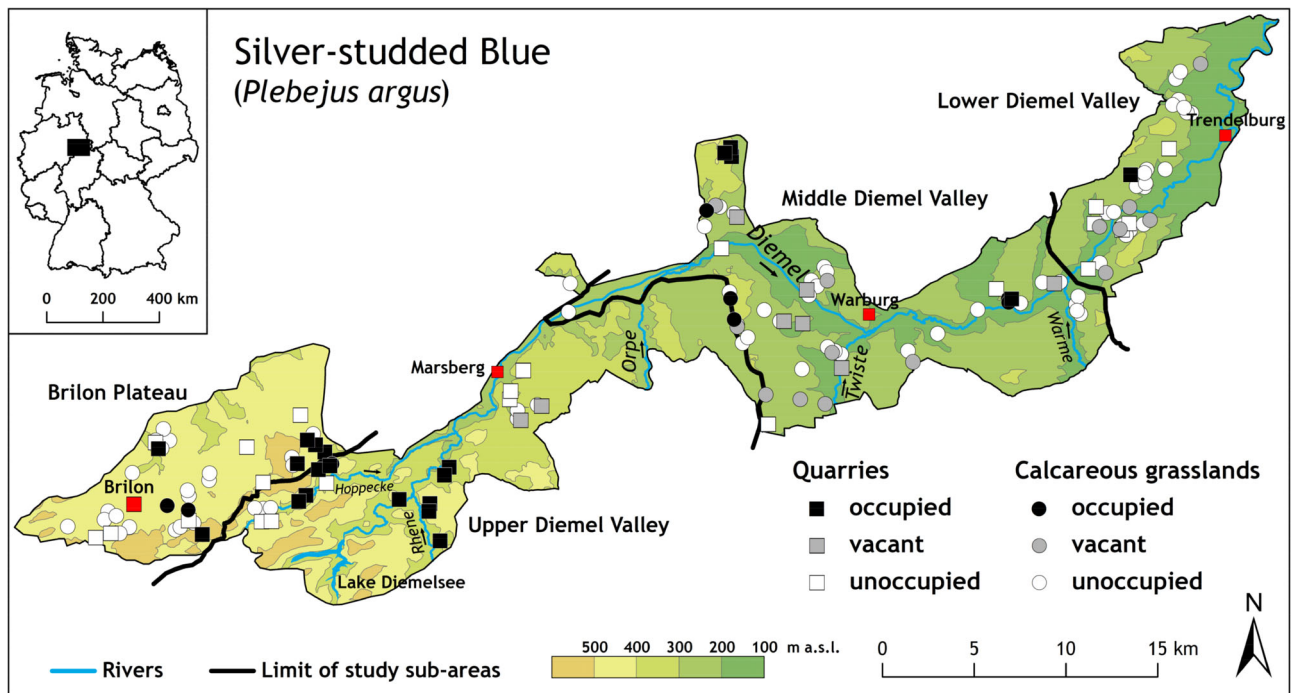 Silver-studded Blue
(Plebejus argus)
0 200 400 km
Lower Diemel Valley
Trendelburg
Middle Diemel Valley
Diemel
Warburg
Warme
Twiste
Orpe
Marsberg
Brilon Plateau
Brilon
Hoppecke
Rhene
Upper Diemel Valley
Lake Diemelsee
Quarries
occupied
vacant
unoccupied
Calcareous grasslands
occupied
vacant
unoccupied
N
Rivers
Limit of study sub-areas
500 400 300 200 100 m a.s.l.
0 5 10 15 km